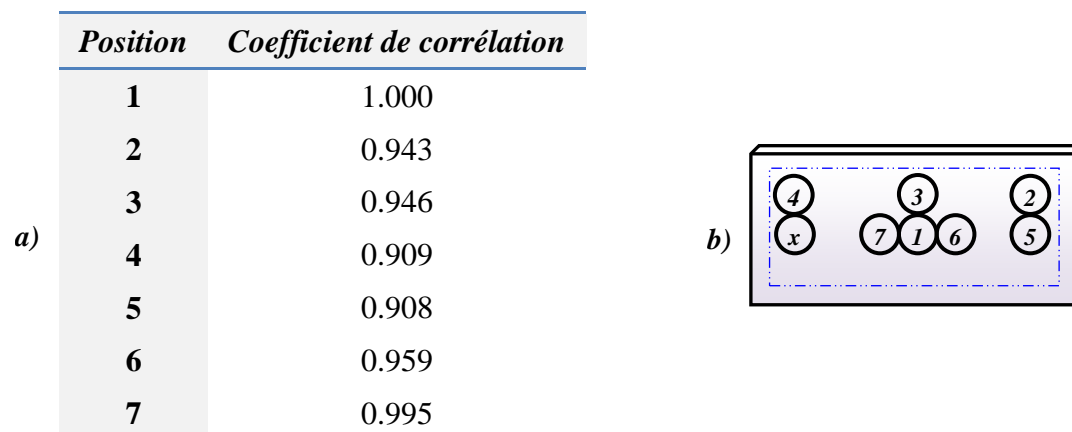 Position Coefficient de corrélation
1 1.000
2 0.943
3 0.946
a)
4 0.909
5 0.908
6 0.959
7 0.995
b)
4 3 2
x 7 1 6 5